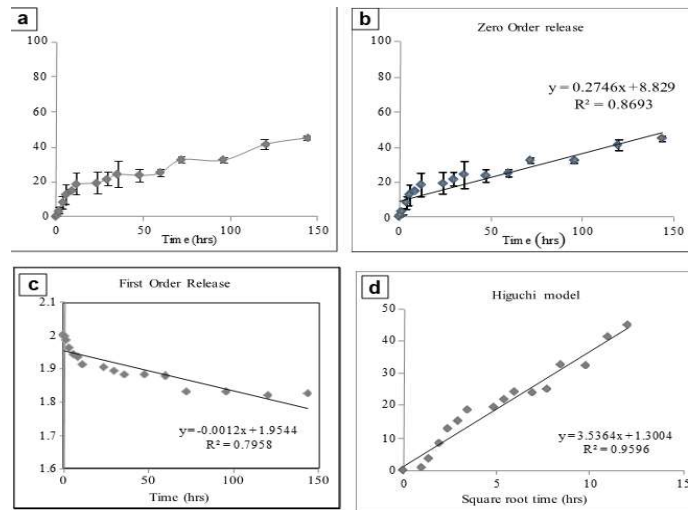 a
100
80
60
40
20
0
0 50 100 150
Time (hrs)
b
Zero Order release
100
80
60
40
20
0
y = 0.2746x+8.829
R² = 0.8693
0 50 100 150
Time (hrs)
c
First Order Release
2.1
2
1.9
1.8
1.7
1.6
y=-0.0012x+1.9544
R² = 0.7958
0 50 100 150
Time (hrs)
d
Higuchi model
50
40
30
20
10
0
y=3.5364x+1.3004
R² = 0.9596
0 5 10 15
Square root time (hrs)